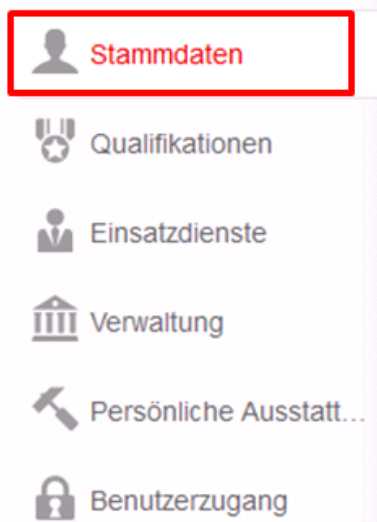 Stammdaten
Qualifikationen
Einsatzdienste
Verwaltung
Persönliche Ausstatt...
Benutzerzugang